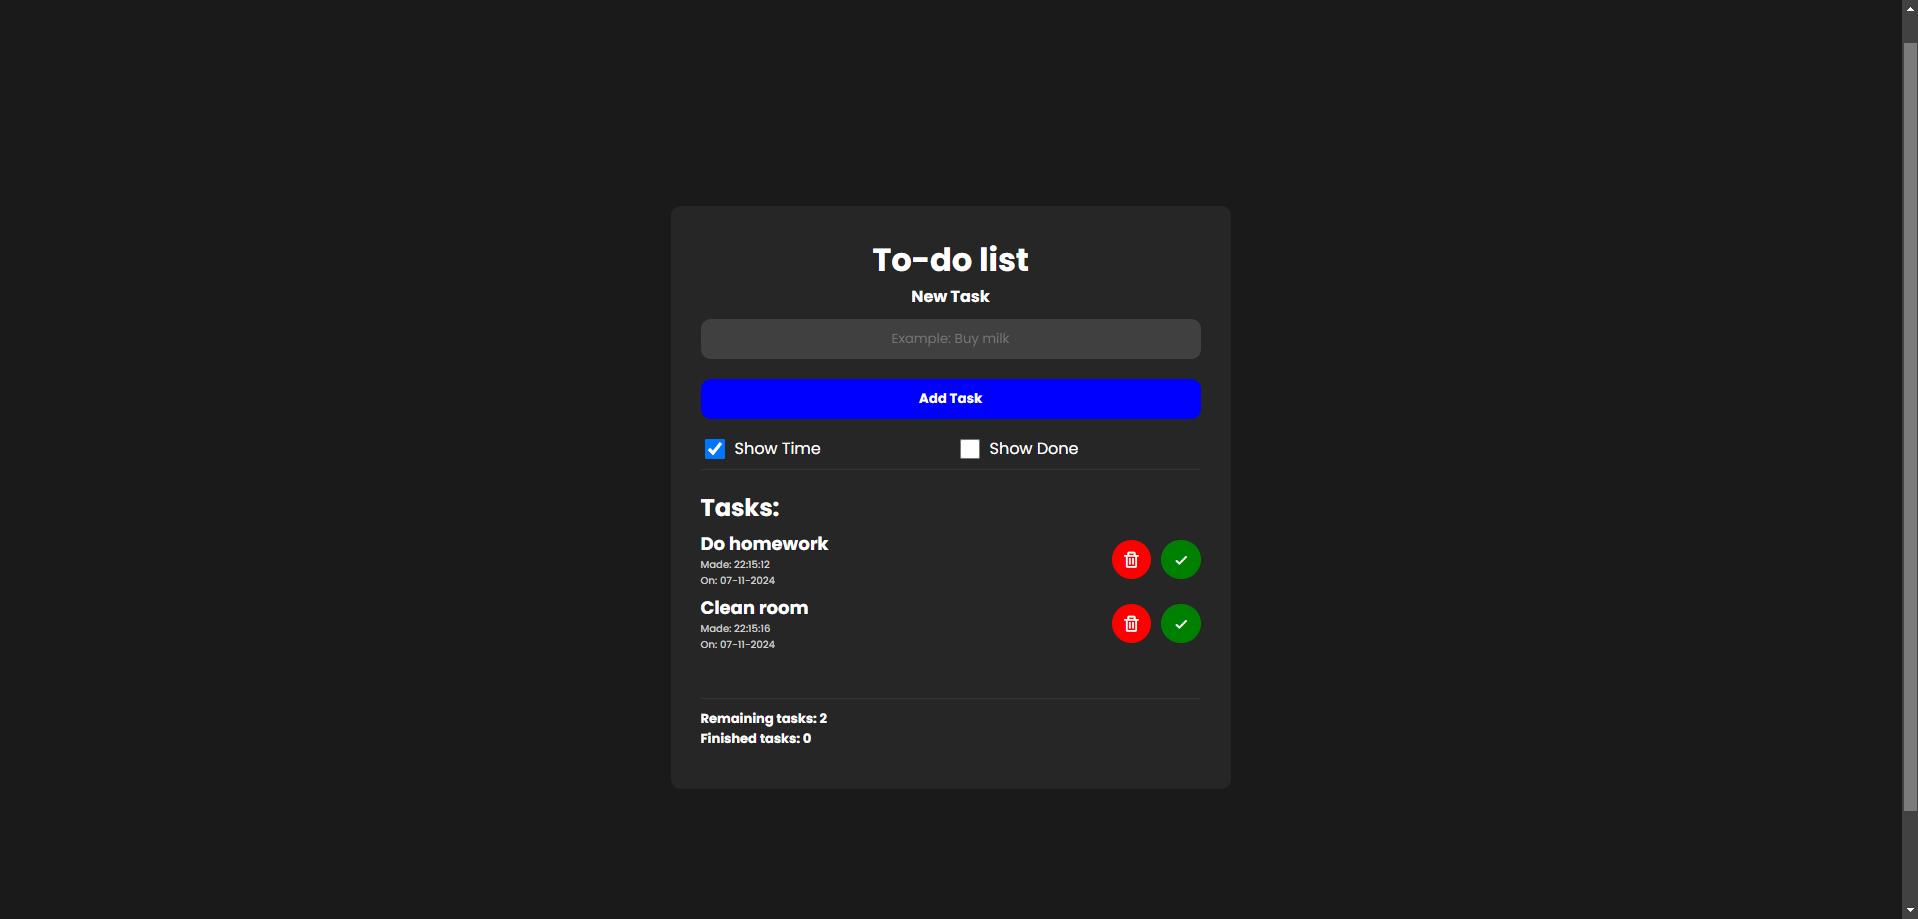 To-do list
New Task
Example: Buy milk
Add Task
Show Time
Show Done
Tasks:
Do homework
Made: 22:15:12
On: 07-11-2024
Clean room
Made: 22:15:16
On: 07-11-2024
Remaining tasks: 2
Finished tasks: 0